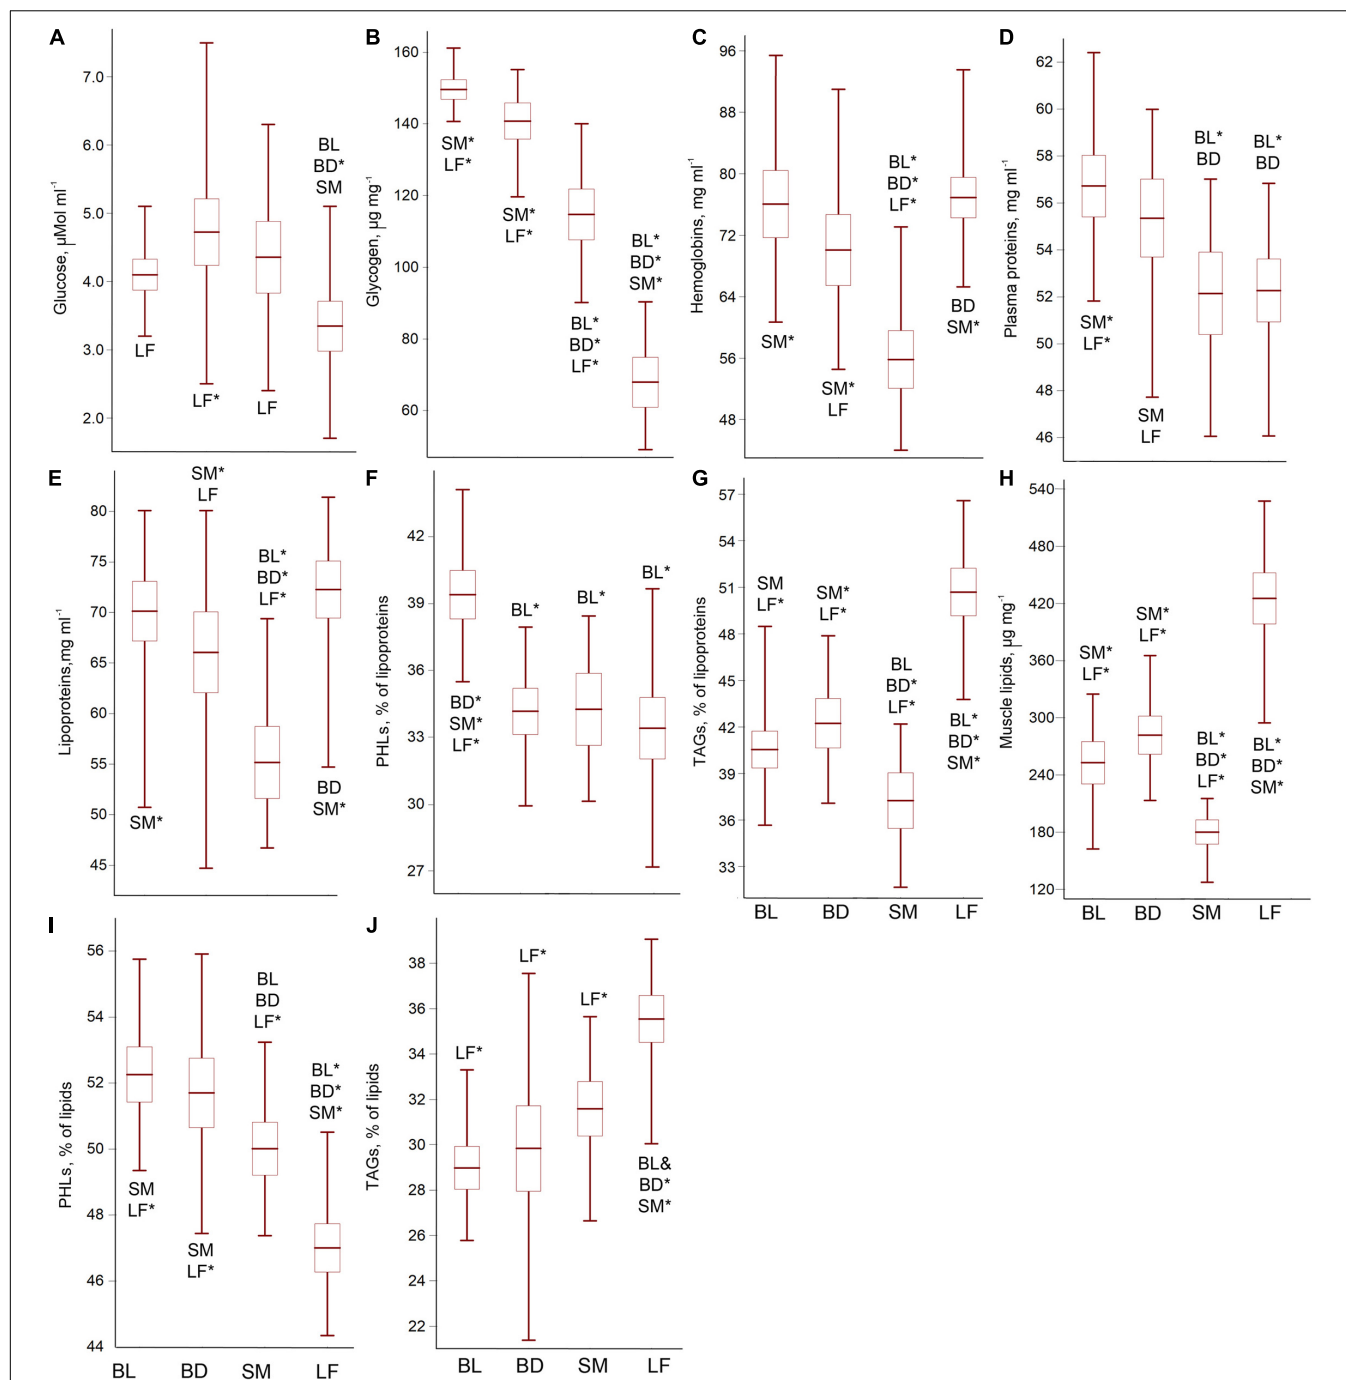 A
Glucose, µMol ml⁻¹
7.0
6.0
5.0
4.0
3.0
2.0
LF
LF*
LF
BL
BD*
SM
B
Glycogen, µg mg⁻¹
160
140
120
100
80
60
SM*
LF*
SM*
LF*
BL*
BD*
LF*
BL*
BD*
SM*
C
Hemoglobins, mg ml⁻¹
96
88
80
72
64
56
48
SM*
SM*
LF
BL*
BD*
LF*
BD
SM*
D
Plasma proteins, mg ml⁻¹
62
60
58
56
54
52
50
48
46
SM*
LF*
SM
LF
BL*
BD
BL*
BD
E
Lipoproteins,mg ml⁻¹
80
75
70
65
60
55
50
45
SM*
SM*
LF
BL*
BD*
LF*
BD
SM*
F
PHLs, % of lipoproteins
42
39
36
33
30
27
BD*
SM*
LF*
BL*
BL*
BL*
G
TAGs, % of lipoproteins
57
54
51
48
45
42
39
36
33
SM
LF*
SM*
LF*
BL
BD*
LF*
BL*
BD*
SM*
BL BD SM LF
H
Muscle lipids, µg mg⁻¹
540
480
420
360
300
240
180
120
SM*
LF*
SM*
LF*
BL*
BD*
LF*
BL*
BD*
SM*
BL BD SM LF
I
PHLs, % of lipids
56
54
52
50
48
46
44
SM
LF*
SM
LF*
BL
BD
LF*
BL*
BD*
SM*
BL BD SM LF
J
TAGs, % of lipids
38
36
34
32
30
28
26
24
22
LF*
LF*
LF*
BL&
BD*
SM*
BL BD SM LF